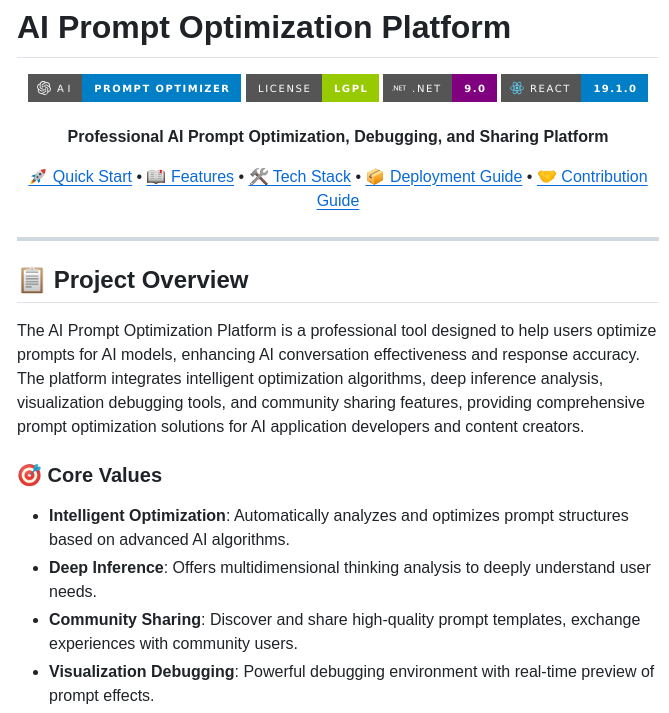 AI Prompt Optimization Platform
AI PROMPT OPTIMIZER LICENSE LGPL .NET .NET 9.0 REACT 19.1.0
Professional AI Prompt Optimization, Debugging, and Sharing Platform
🚀 Quick Start • 📖 Features • 🛠️ Tech Stack • 📦 Deployment Guide • 🤝 Contribution
Guide
📋 Project Overview
The AI Prompt Optimization Platform is a professional tool designed to help users optimize
prompts for AI models, enhancing AI conversation effectiveness and response accuracy.
The platform integrates intelligent optimization algorithms, deep inference analysis,
visualization debugging tools, and community sharing features, providing comprehensive
prompt optimization solutions for AI application developers and content creators.
🎯 Core Values
• Intelligent Optimization: Automatically analyzes and optimizes prompt structures
based on advanced AI algorithms.
• Deep Inference: Offers multidimensional thinking analysis to deeply understand user
needs.
• Community Sharing: Discover and share high-quality prompt templates, exchange
experiences with community users.
• Visualization Debugging: Powerful debugging environment with real-time preview of
prompt effects.